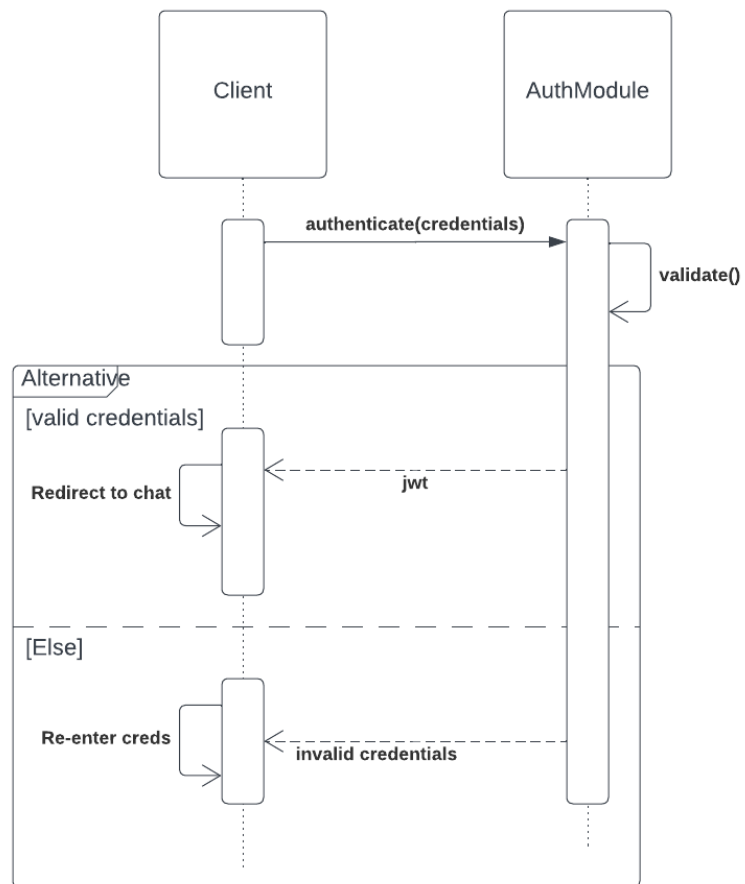 Client
AuthModule
authenticate(credentials)
validate()
Alternative
[valid credentials]
jwt
Redirect to chat
[Else]
Re-enter creds
invalid credentials